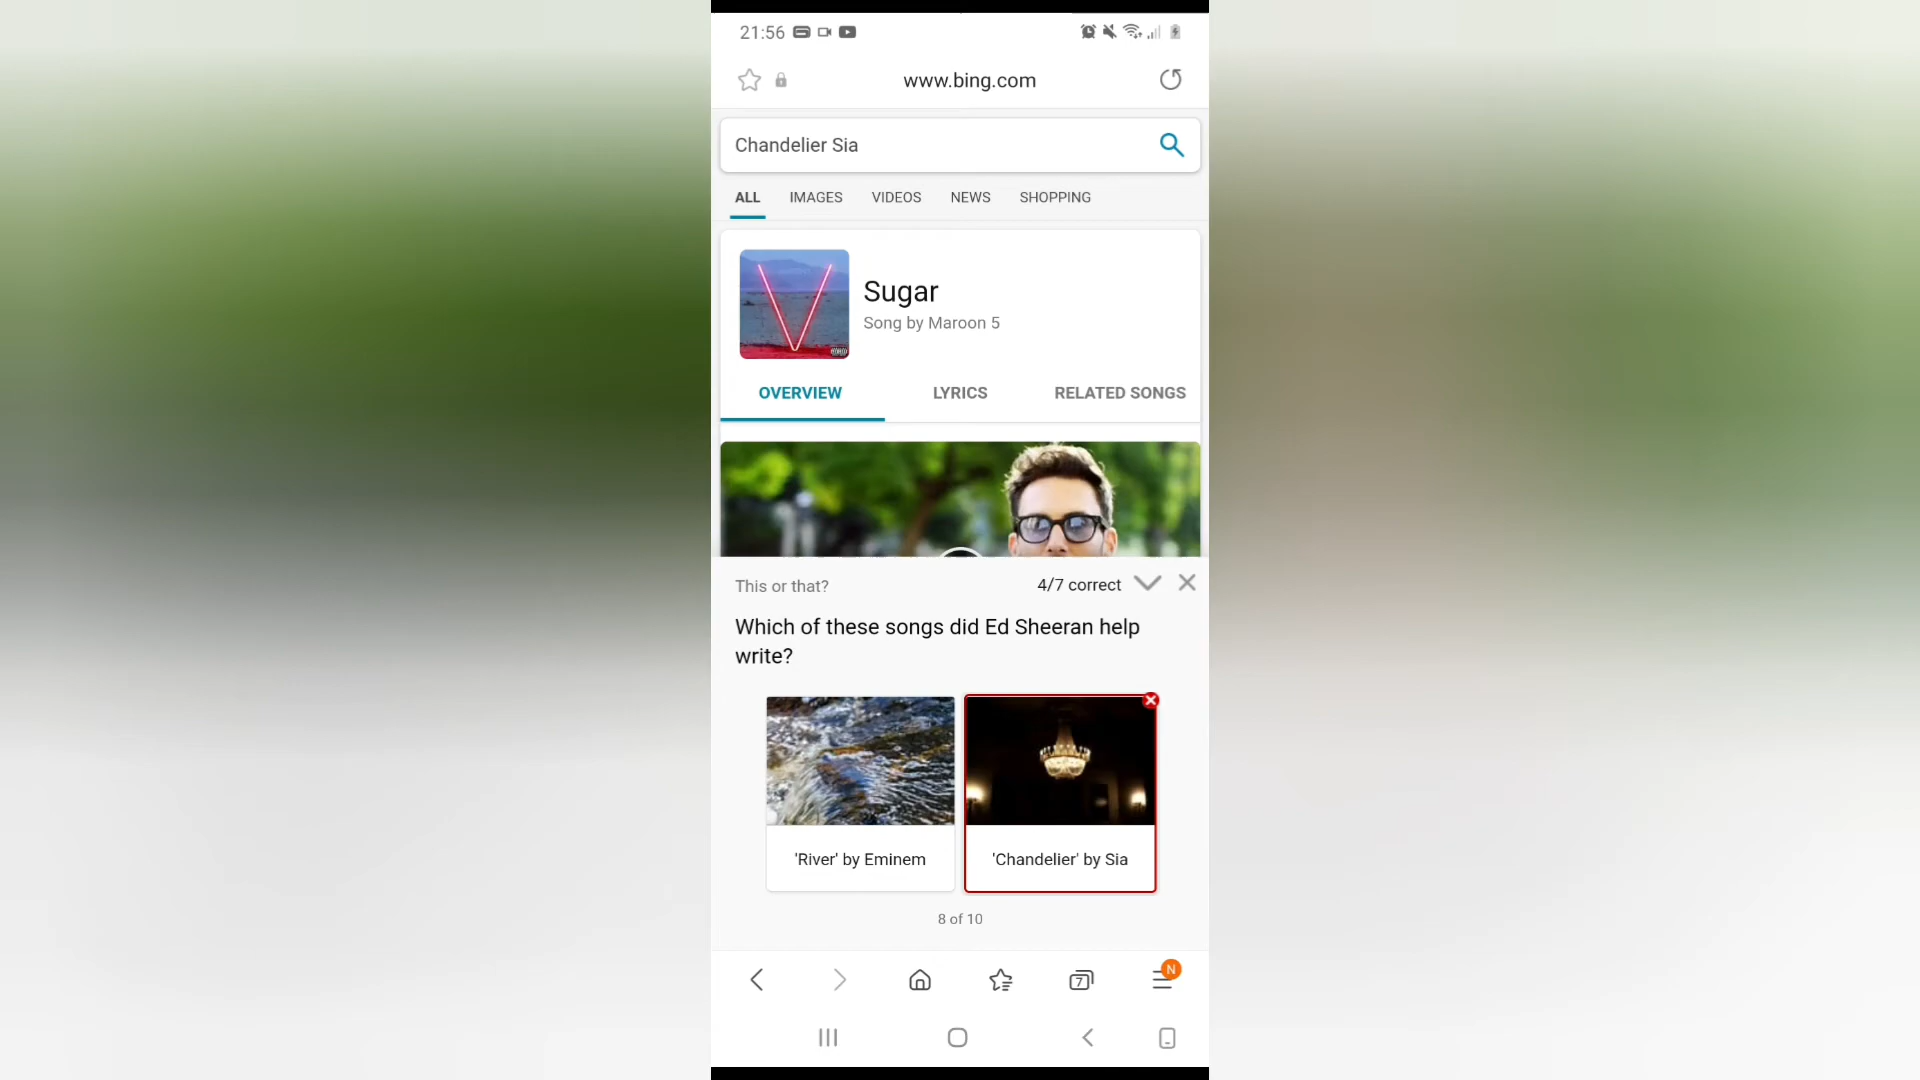 21:56
www.bing.com
Chandelier Sia
ALL IMAGES VIDEOS NEWS SHOPPING
Sugar
Song by Maroon 5
OVERVIEW LYRICS RELATED SONGS
This or that? 4/7 correct
Which of these songs did Ed Sheeran help
write?
'River' by Eminem
'Chandelier' by Sia
8 of 10
7
N